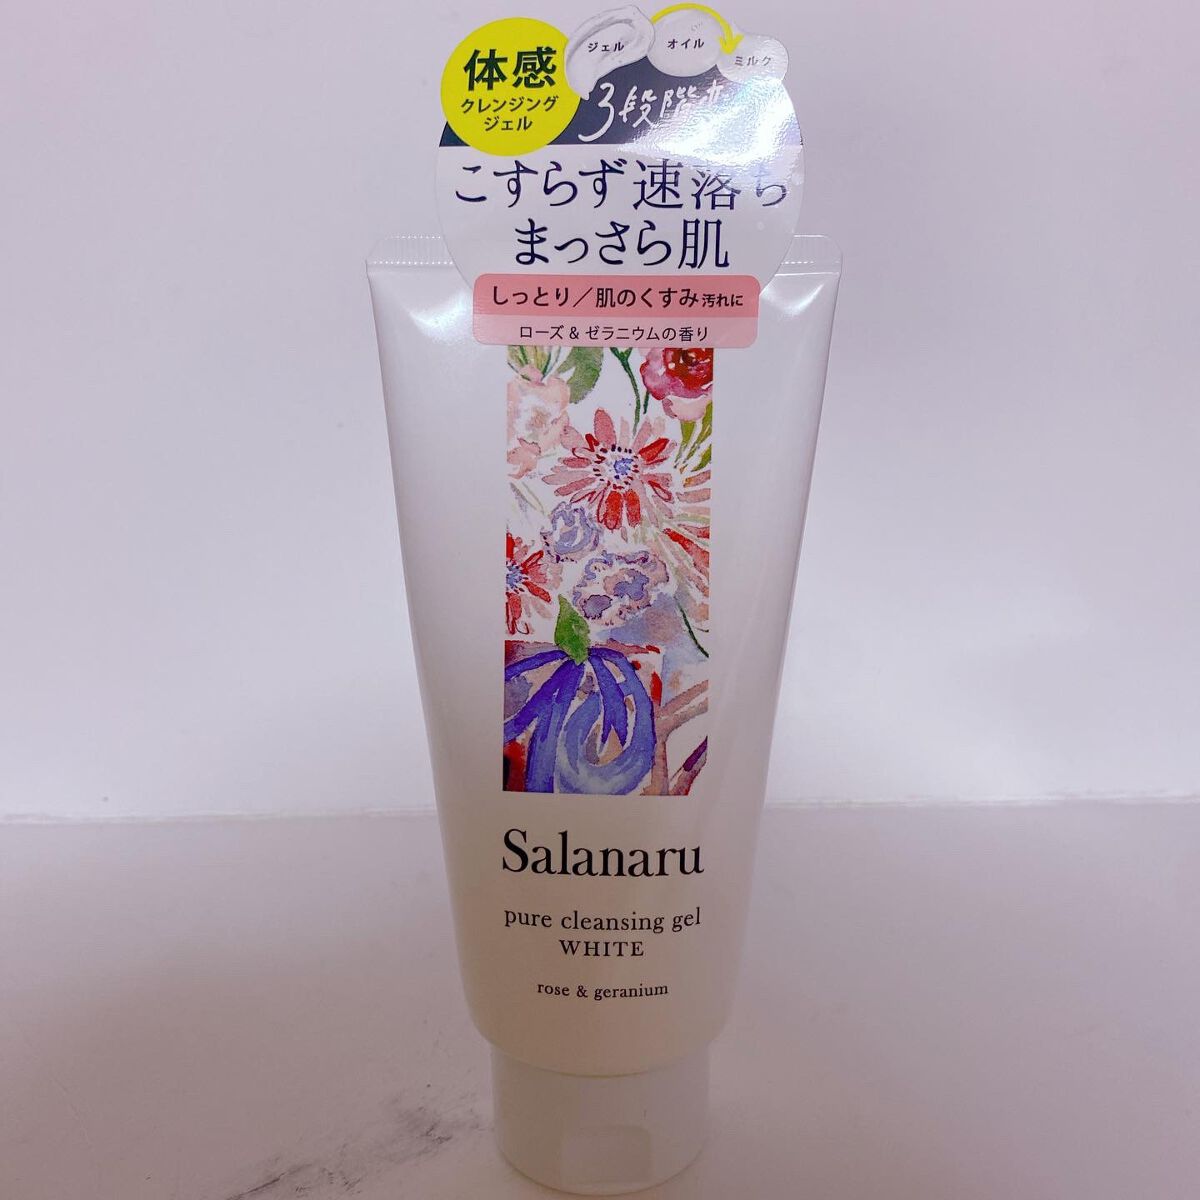 体感
クレンジング
ジェル
ジェル
オイル
ミルク
3段階
こすらず速落ち
まっさら肌
しっとり／肌のくすみ汚れに
ローズ&ゼラニウムの香り
Salanaru
pure cleansing gel
WHITE
rose & geranium